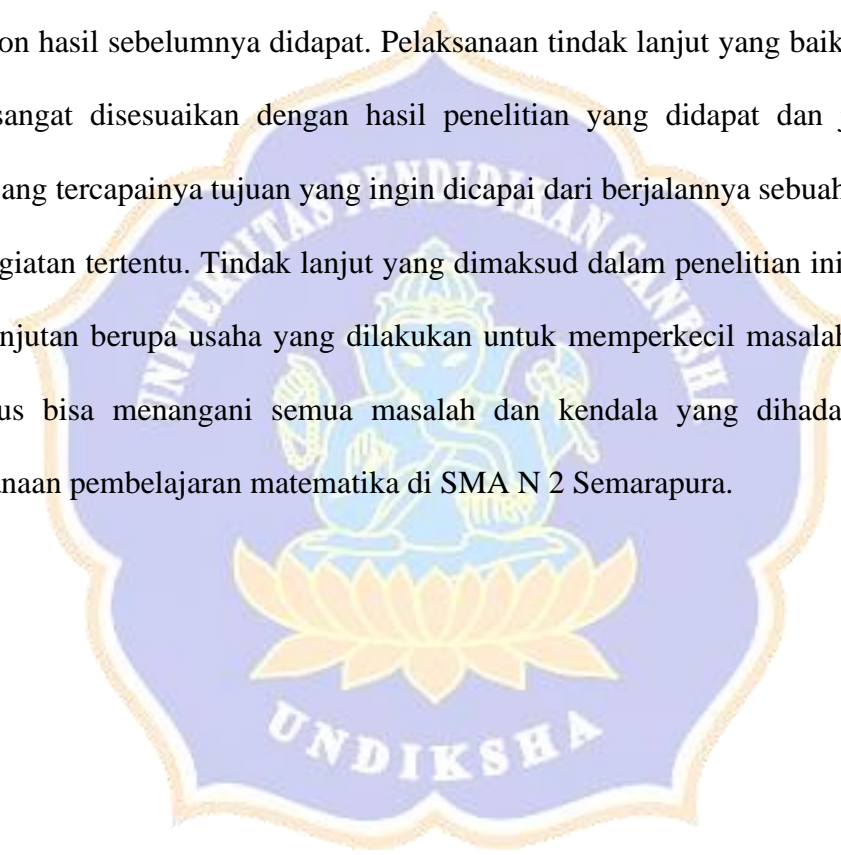 on hasil sebelumnya didapat. Pelaksanaan tindak lanjut yang baik
sangat disesuaikan dengan hasil penelitian yang didapat dan
ang tercapainya tujuan yang ingin dicapai dari berjalannya sebuah
giatan tertentu. Tindak lanjut yang dimaksud dalam penelitian ini
njutan berupa usaha yang dilakukan untuk memperkecil masalah
us bisa menangani semua masalah dan kendala yang dihada
naan pembelajaran matematika di SMA N 2 Semarapura.
UNIVERSITAS PENDIDIKAN GANESHA
UNDIKSHA